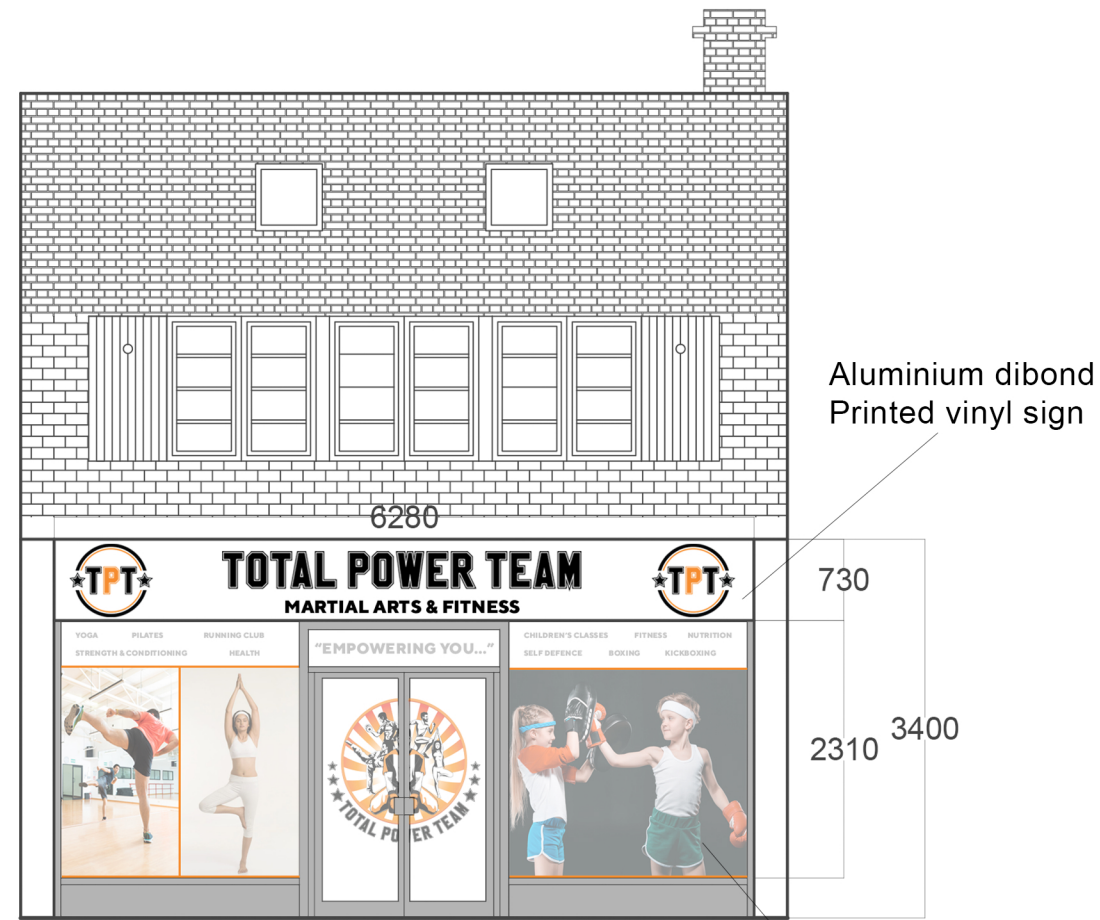 Aluminium dibond
Printed vinyl sign
6280
TPT
TOTAL POWER TEAM
MARTIAL ARTS & FITNESS
TPT
730
YOGA PILATES RUNNING CLUB
STRENGTH & CONDITIONING HEALTH
“EMPOWERING YOU...”
CHILDREN'S CLASSES FITNESS NUTRITION
SELF DEFENCE BOXING KICKBOXING
TOTAL POWER TEAM
2310
3400